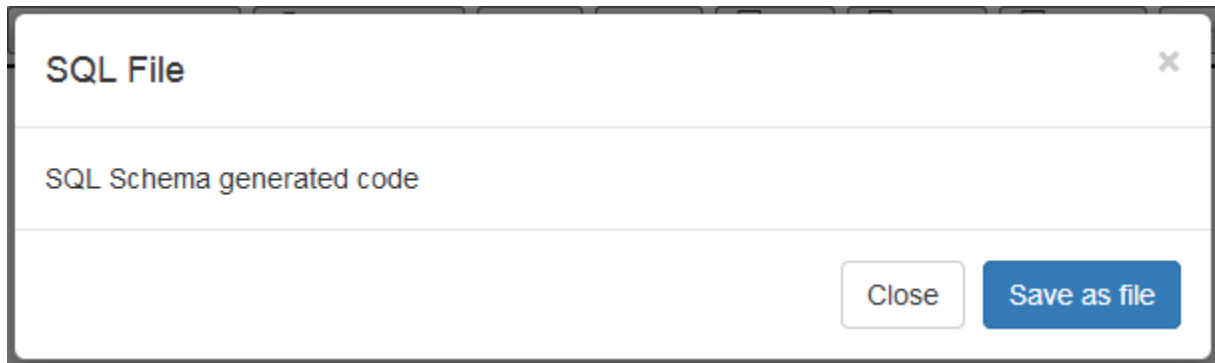 SQL File
×
SQL Schema generated code
Close
Save as file